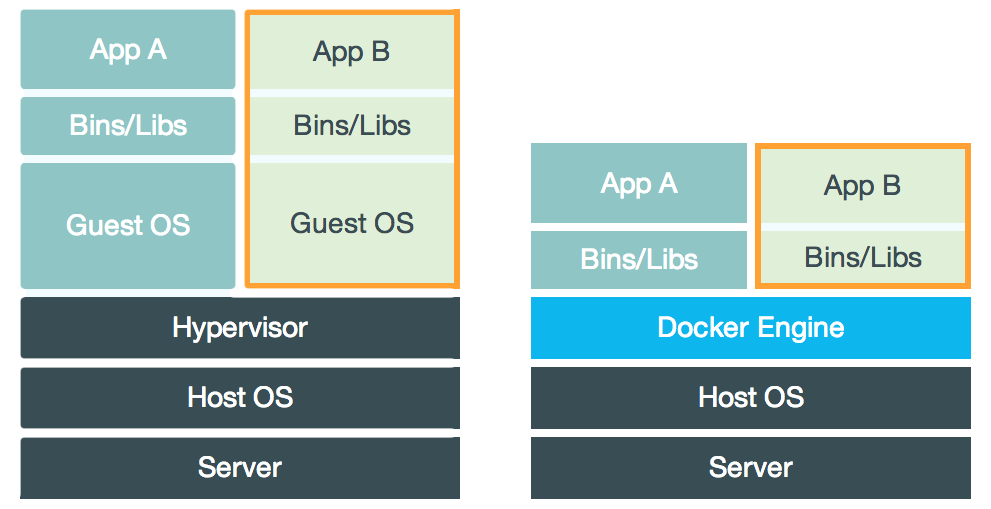 App A
App B
Bins/Libs
Bins/Libs
Guest OS
Guest OS
Hypervisor
Host OS
Server
App A
App B
Bins/Libs
Bins/Libs
Docker Engine
Host OS
Server